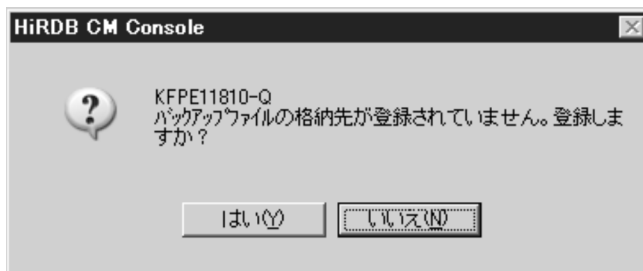 HiRDB CM Console
KFPE11810-Q
ﾊﾞｯｸｱｯﾌﾟﾌｧｲﾙの格納先が登録されていません。登録しま
すか？
はい(Y)
いいえ(N)